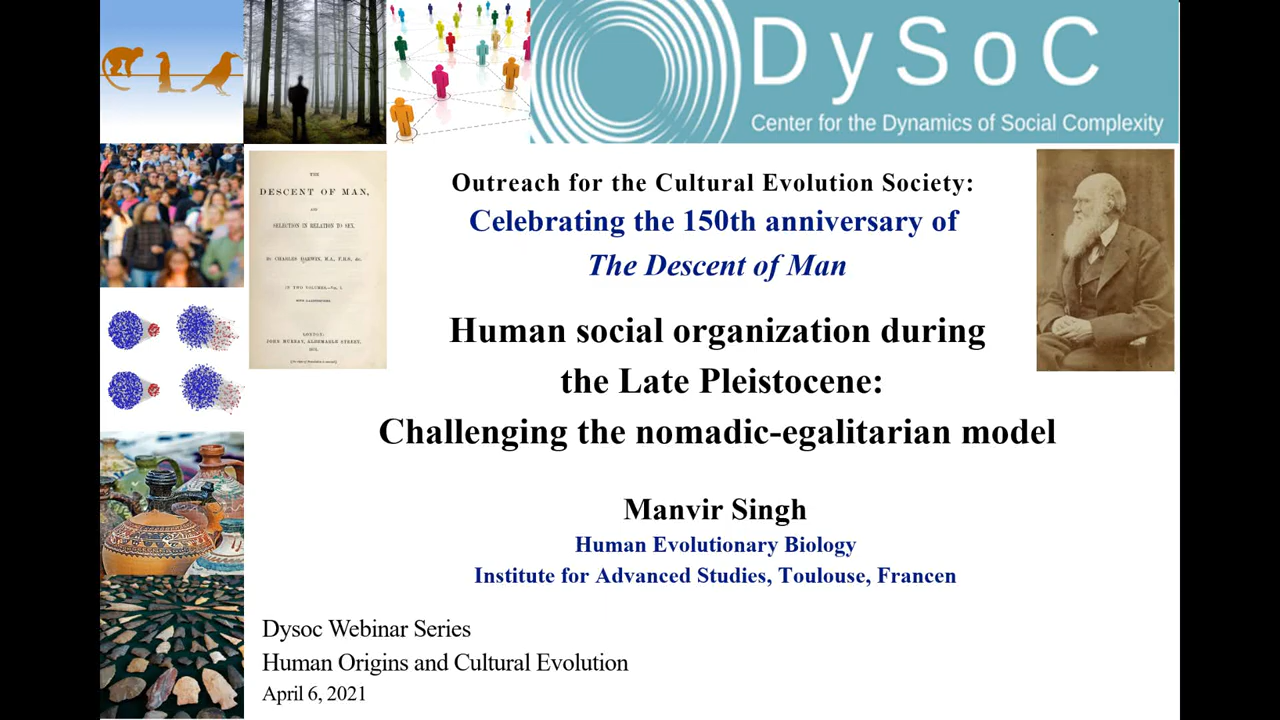 DySoC
Center for the Dynamics of Social Complexity
THE
DESCENT OF MAN,
AND
SELECTION IN RELATION TO SEX.
BY CHARLES DARWIN, M.A., F.R.S., &c.
IN TWO VOLUMES.—VOL. I.
LONDON:
JOHN MURRAY, ALBEMARLE STREET.
1871.
Outreach for the Cultural Evolution Society:
Celebrating the 150th anniversary of
The Descent of Man
Human social organization during
the Late Pleistocene:
Challenging the nomadic-egalitarian model
Manvir Singh
Human Evolutionary Biology
Institute for Advanced Studies, Toulouse, Francen
Dysoc Webinar Series
Human Origins and Cultural Evolution
April 6, 2021